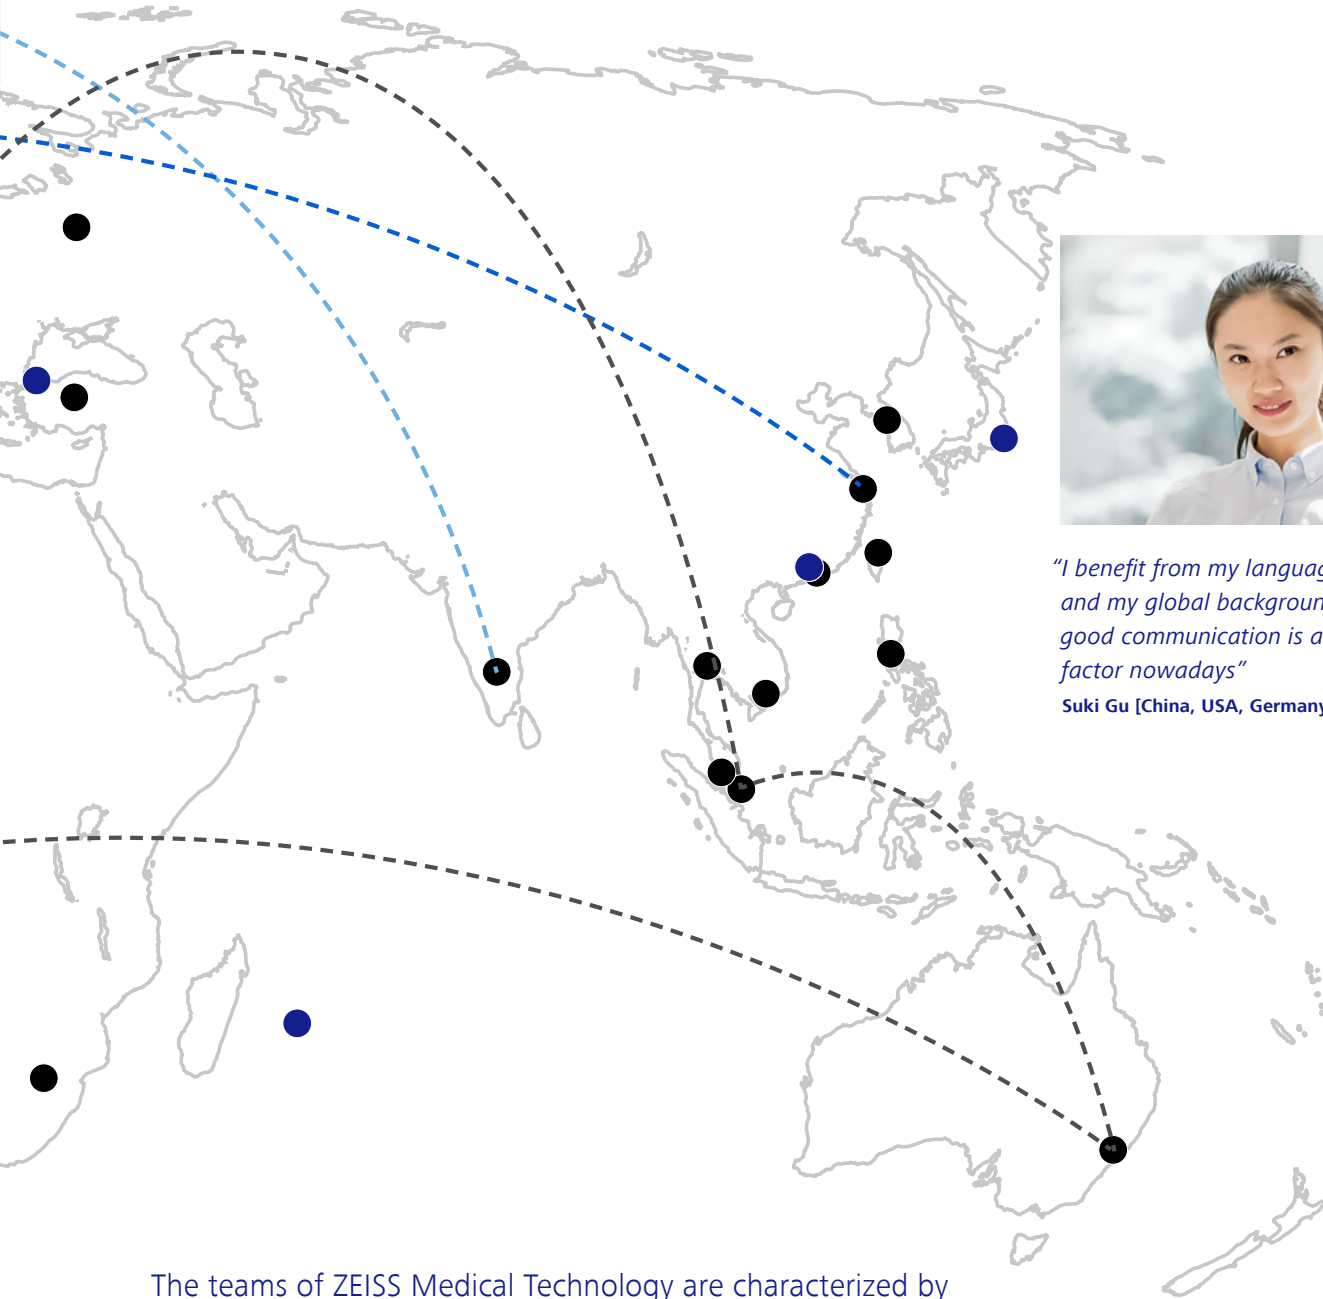 “I benefit from my languag
and my global backgroun
good communication is a
factor nowadays”
Suki Gu [China, USA, Germany
The teams of ZEISS Medical Technology are characterized by